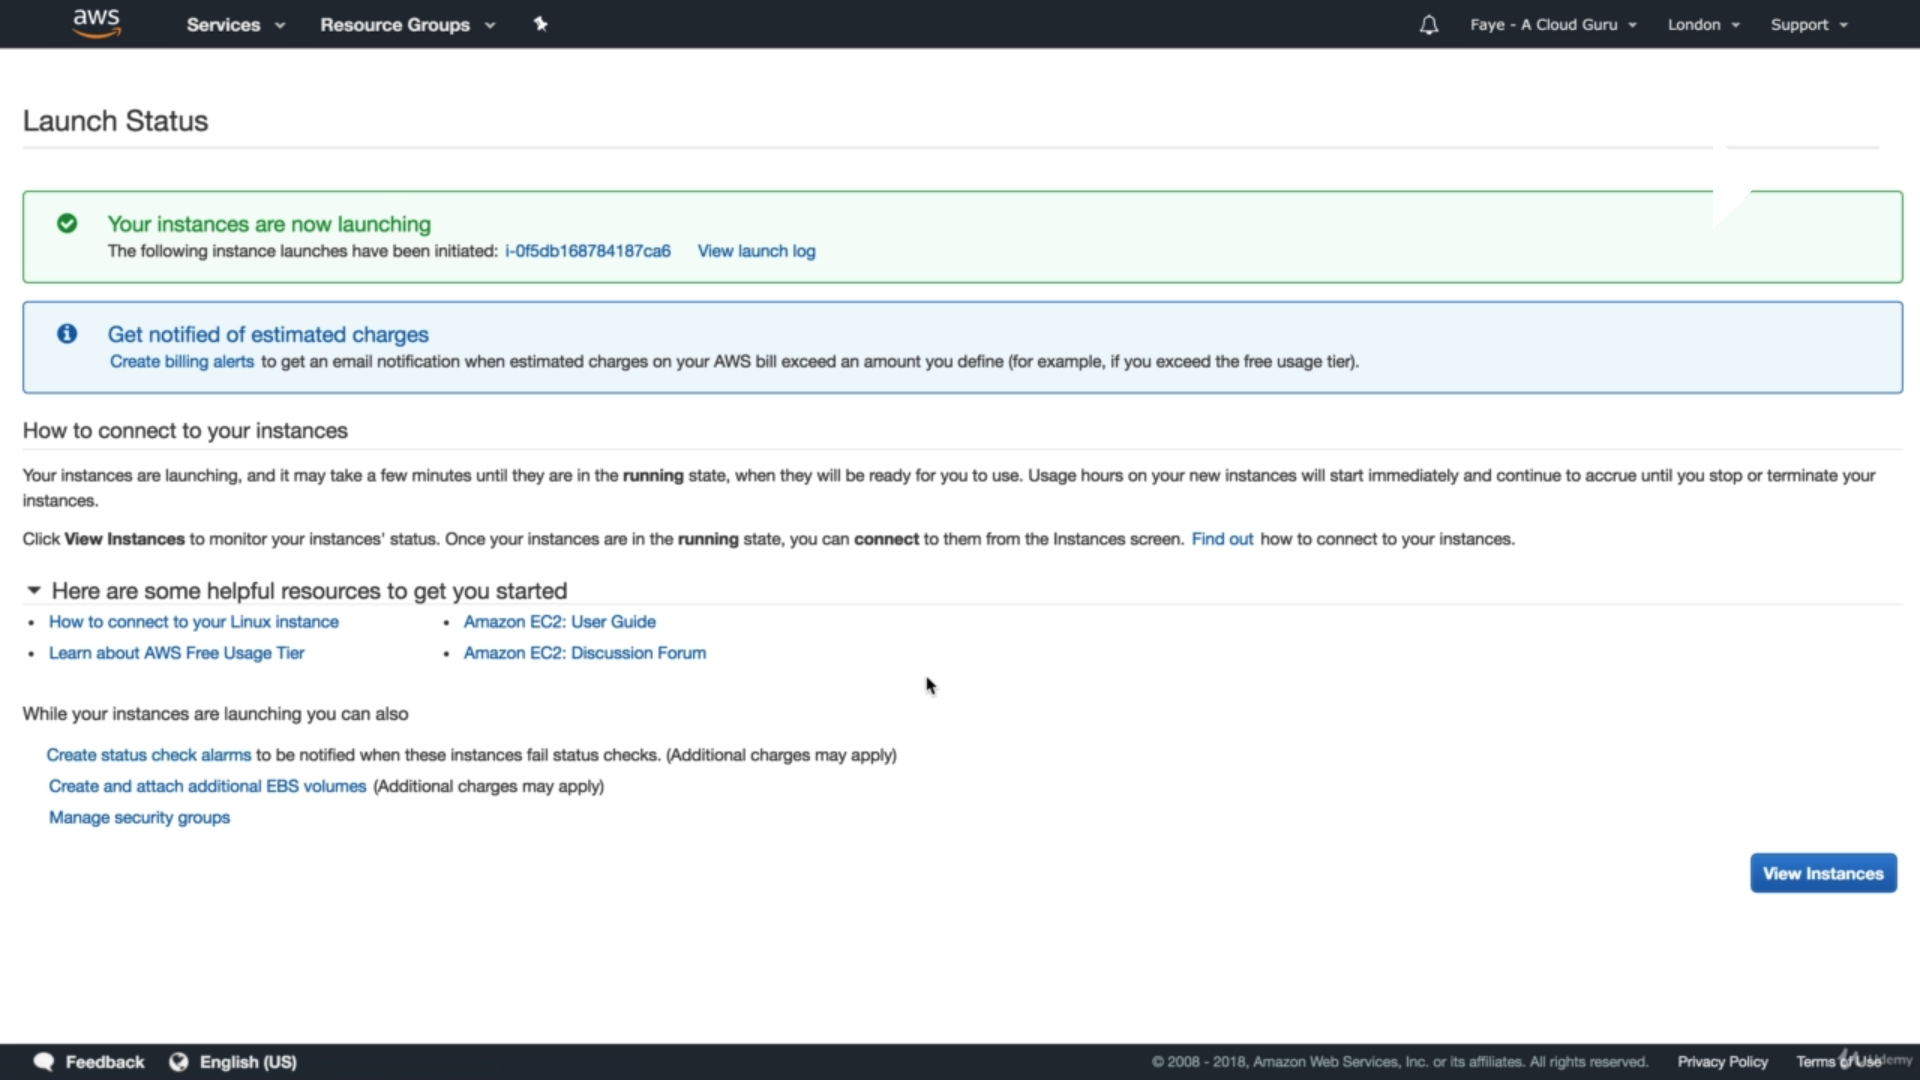 aws Services Resource Groups Faye - A Cloud Guru London Support
Launch Status
Your instances are now launching
The following instance launches have been initiated: i-0f5db168784187ca6 View launch log
Get notified of estimated charges
Create billing alerts to get an email notification when estimated charges on your AWS bill exceed an amount you define (for example, if you exceed the free usage tier).
How to connect to your instances
Your instances are launching, and it may take a few minutes until they are in the running state, when they will be ready for you to use. Usage hours on your new instances will start immediately and continue to accrue until you stop or terminate your
instances.
Click View Instances to monitor your instances' status. Once your instances are in the running state, you can connect to them from the Instances screen. Find out how to connect to your instances.
Here are some helpful resources to get you started
• How to connect to your Linux instance • Amazon EC2: User Guide
• Learn about AWS Free Usage Tier • Amazon EC2: Discussion Forum
While your instances are launching you can also
Create status check alarms to be notified when these instances fail status checks. (Additional charges may apply)
Create and attach additional EBS volumes (Additional charges may apply)
Manage security groups
View Instances
Feedback English (US) © 2008 - 2018, Amazon Web Services, Inc. or its affiliates. All rights reserved. Privacy Policy Terms of Use